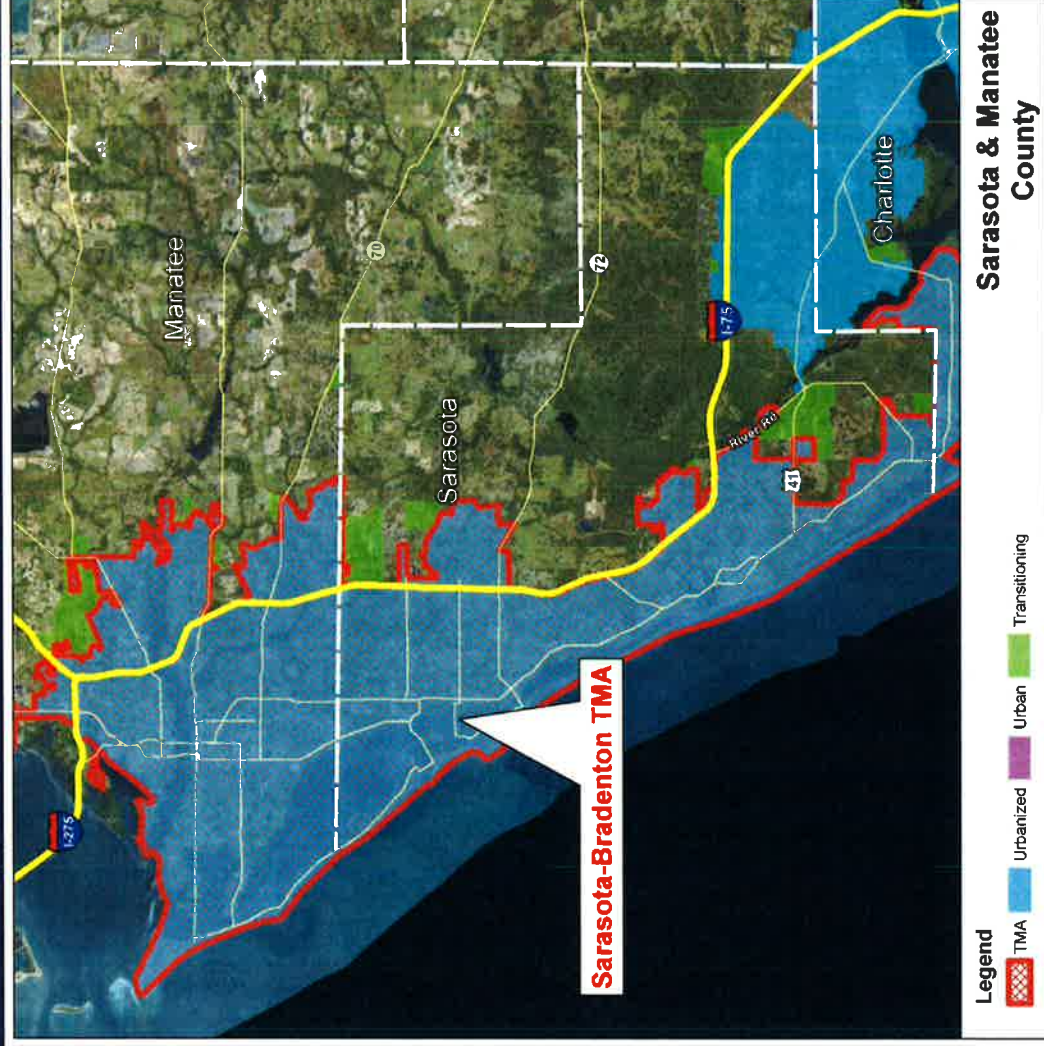 Manatee
70
I-275
Sarasota
72
I-75
River Rd
41
Charlotte
Sarasota-Bradenton TMA
Legend
TMA
Urbanized
Urban
Transitioning
Sarasota & Manatee
County